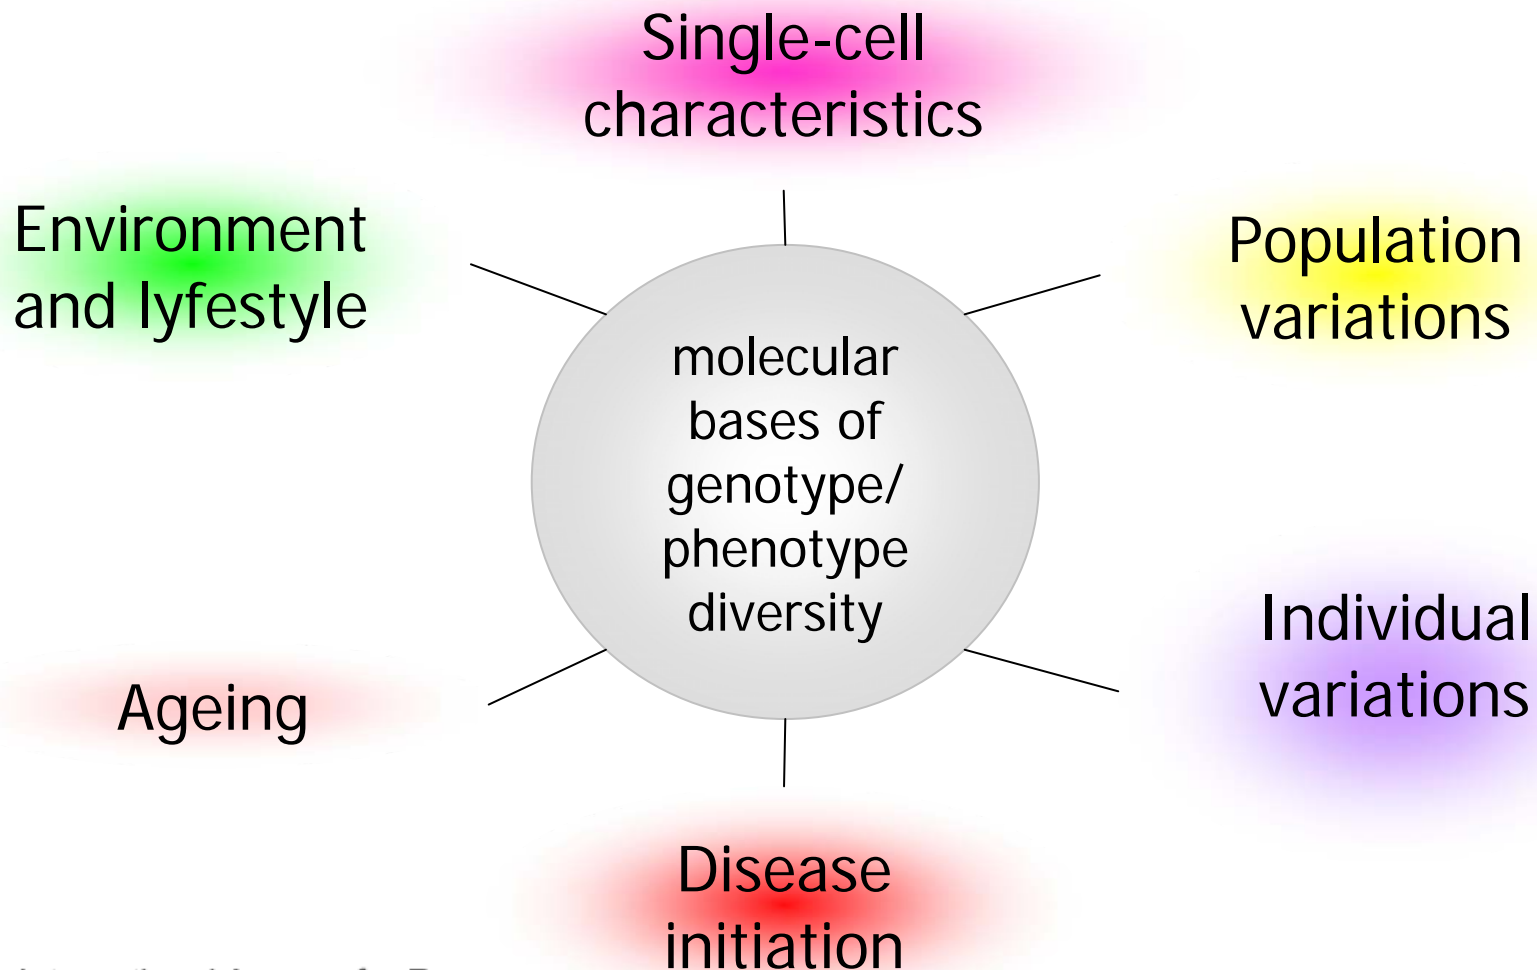 Single-cell
characteristics
Environment
and lyfestyle
Population
variations
molecular
bases of
genotype/
phenotype
diversity
Individual
variations
Ageing
Disease
initiation